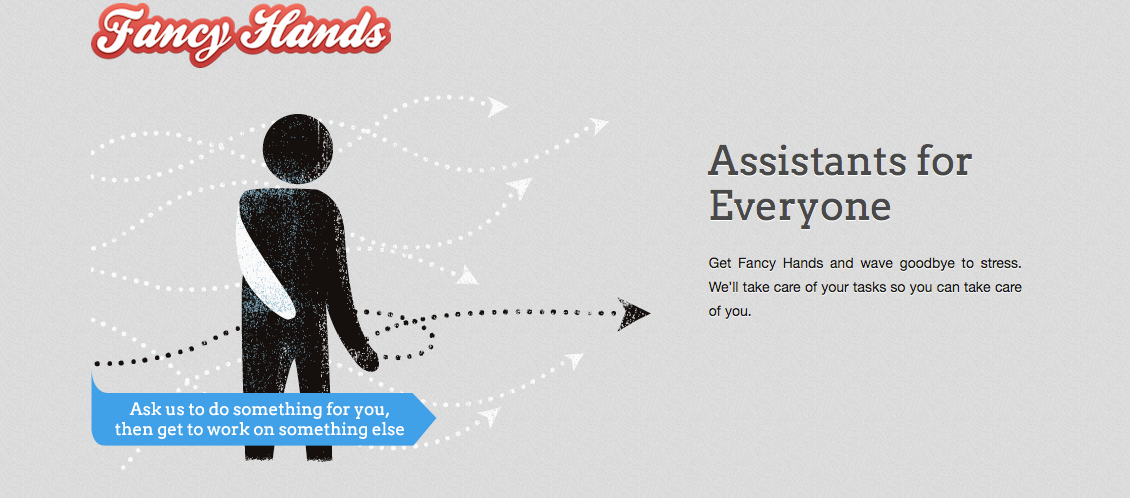 Fancy Hands
Assistants for
Everyone
Get Fancy Hands and wave goodbye to stress.
We'll take care of your tasks so you can take care
of you.
Ask us to do something for you,
then get to work on something else